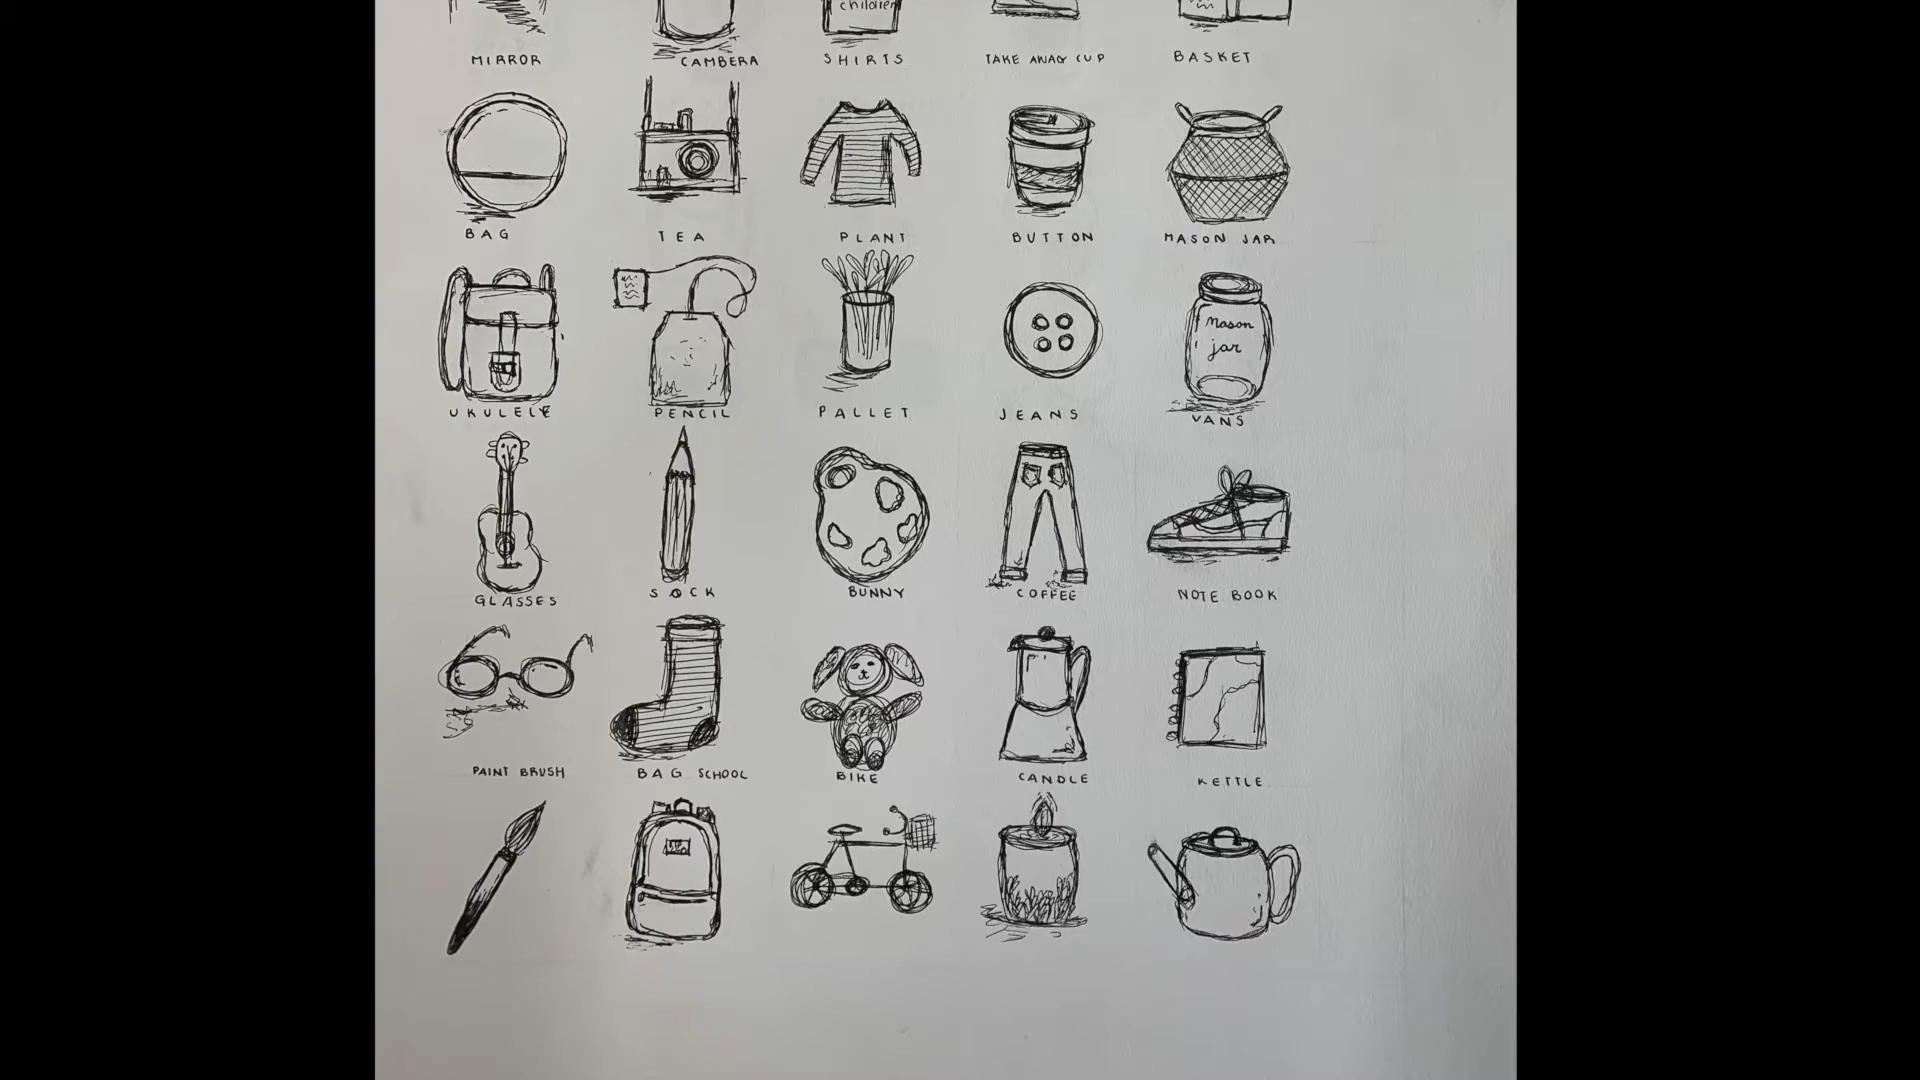 children
MIRROR CAMBERA SHIRTS TAKE AWAY CUP BASKET
BAG TEA PLANT BUTTON MASON JAR
Mason
jar
UKULELE PENCIL PALLET JEANS VANS
GLASSES SOCK BUNNY COFFEE NOTE BOOK
PAINT BRUSH BAG SCHOOL BIKE CANDLE KETTLE